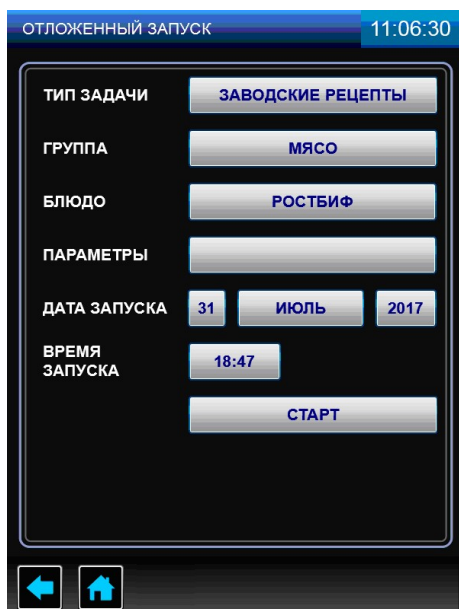 ОТЛОЖЕННЫЙ ЗАПУСК 11:06:30
ТИП ЗАДАЧИ ЗАВОДСКИЕ РЕЦЕПТЫ
ГРУППА МЯСО
БЛЮДО РОСТБИФ
ПАРАМЕТРЫ
ДАТА ЗАПУСКА 31 ИЮЛЬ 2017
ВРЕМЯ
ЗАПУСКА 18:47
СТАРТ